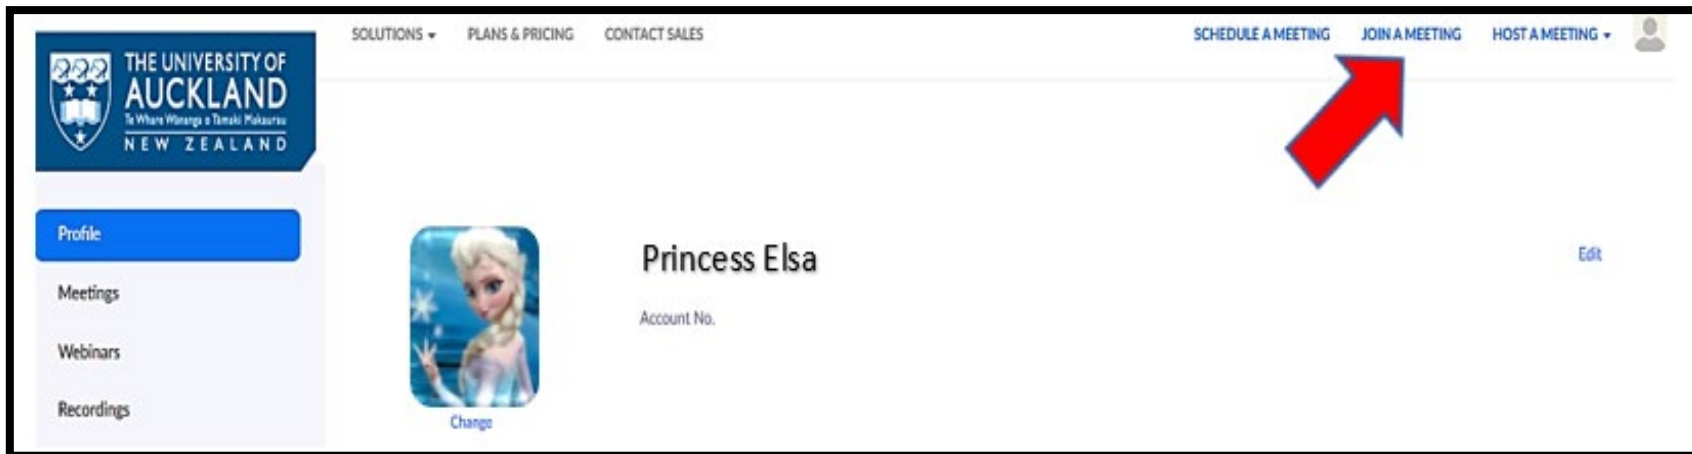 THE UNIVERSITY OF
AUCKLAND
Te Whare Wānanga o Tāmaki Makaurau
NEW ZEALAND
SOLUTIONS
PLANS & PRICING
CONTACT SALES
SCHEDULE A MEETING
JOIN A MEETING
HOST A MEETING
Profile
Meetings
Webinars
Recordings
Change
Princess Elsa
Account No.
Edit